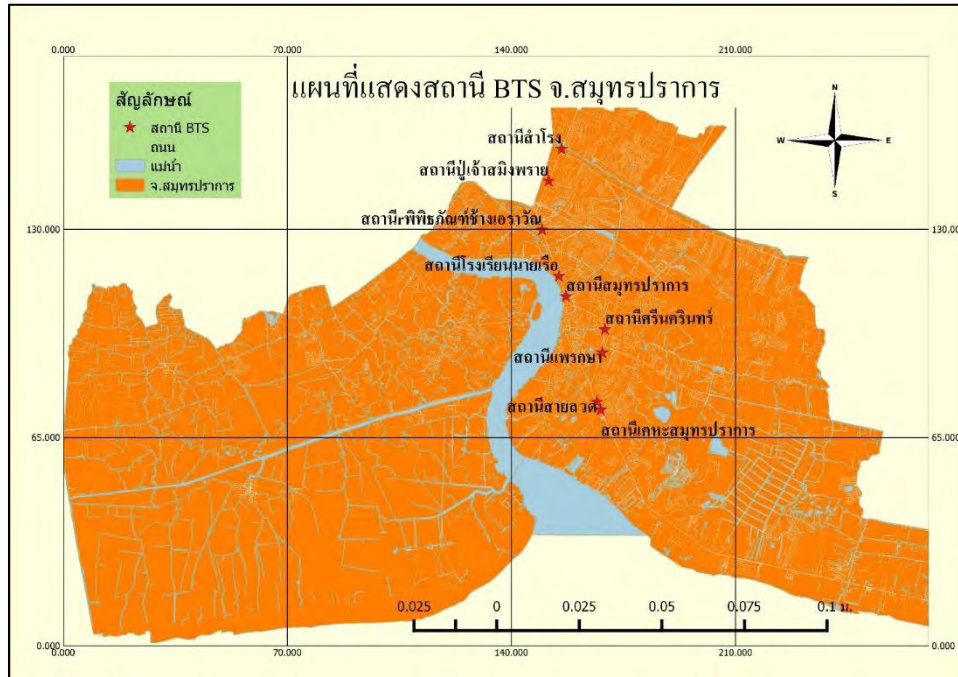 0.000 70.000 140.000 210.000
แผนที่แสดงสถานี BTS จ.สมุทรปราการ
สัญลักษณ์
สถานี BTS
ถนน
แม่น้ำ
จ.สมุทรปราการ
N
W E
S
สถานีสำโรง
สถานีปู่เจ้าสมิงพราย
130.000 130.000
สถานีrพิพิธภัณฑ์ช้างเอราวัณ
สถานีโรงเรียนนายเรือ
สถานีสมุทรปราการ
สถานีศรีนครินทร์
สถานีแพรกษา
สถานีสายลวด
สถานีเคหะสมุทรปราการ
65.000 65.000
0.025 0 0.025 0.05 0.075 0.1 ม.
0.000 0.000
0.000 70.000 140.000 210.000